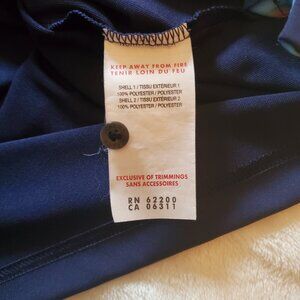 KEEP AWAY FROM FIRE
TENIR LOIN DU FEU
SHELL 1 / TISSU EXTÉRIEUR 1
100% POLYESTER / POLYESTER
SHELL 2 / TISSU EXTÉRIEUR 2
100% POLYESTER / POLYESTER
EXCLUSIVE OF TRIMMINGS
SANS ACCESSOIRES
RN 62200
CA 06311